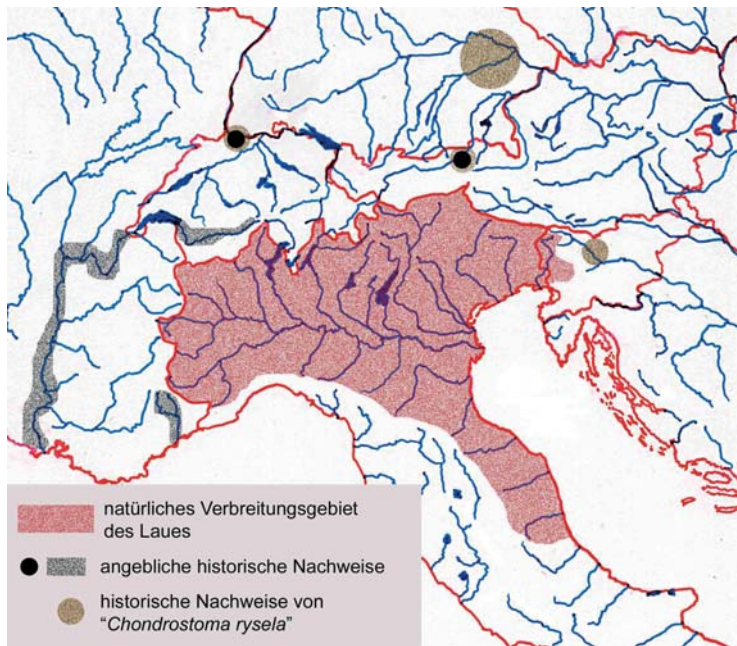 natürliches Verbreitungsgebiet
des Laues
angebliche historische Nachweise
historische Nachweise von
“Chondrostoma rysela”